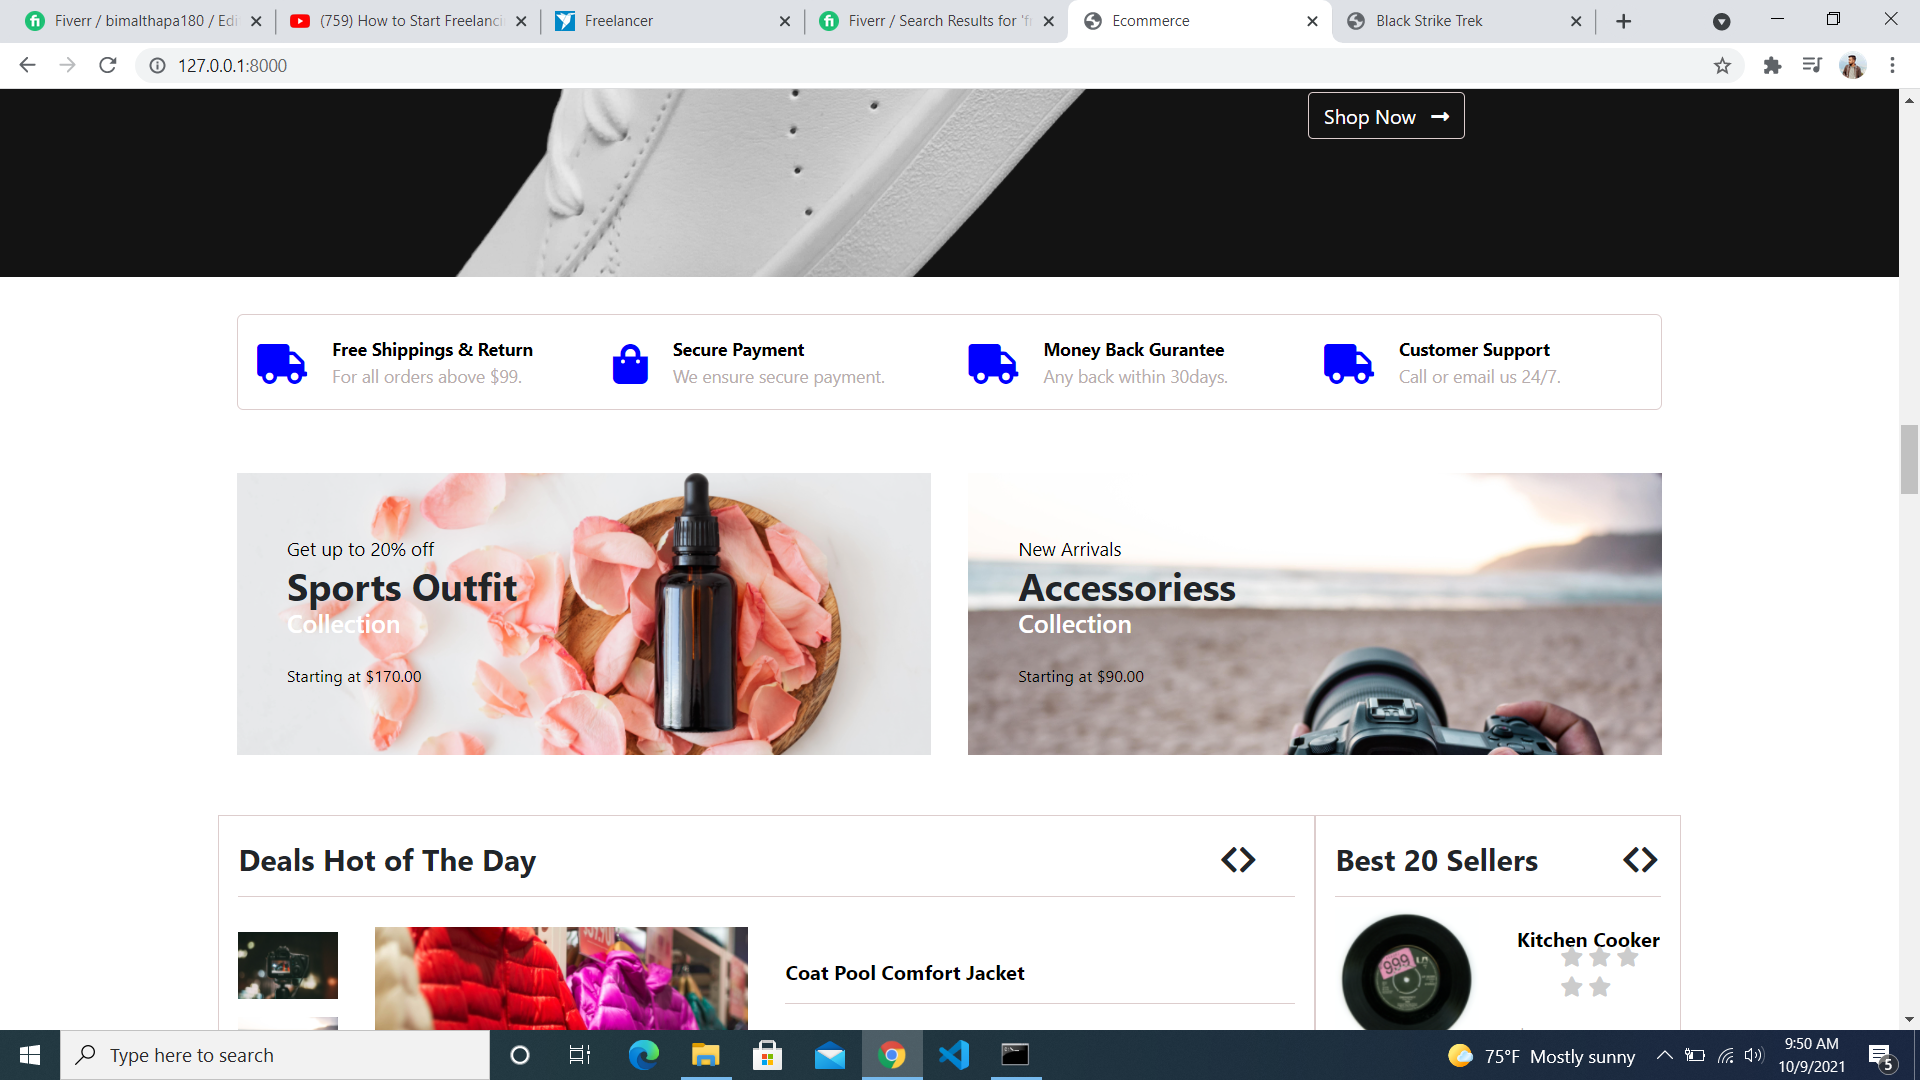 Fiverr / bimalthapa180 / Edi
(759) How to Start Freelanci
Freelancer
Fiverr / Search Results for 'fr
Ecommerce
Black Strike Trek
127.0.0.1:8000
Shop Now
Free Shippings & Return
For all orders above $99.
Secure Payment
We ensure secure payment.
Money Back Gurantee
Any back within 30days.
Customer Support
Call or email us 24/7.
Get up to 20% off
Sports Outfit
Collection
Starting at $170.00
New Arrivals
Accessoriess
Collection
Starting at $90.00
Deals Hot of The Day
Best 20 Sellers
Coat Pool Comfort Jacket
999
Kitchen Cooker
Type here to search
75°F Mostly sunny
9:50 AM
10/9/2021
5